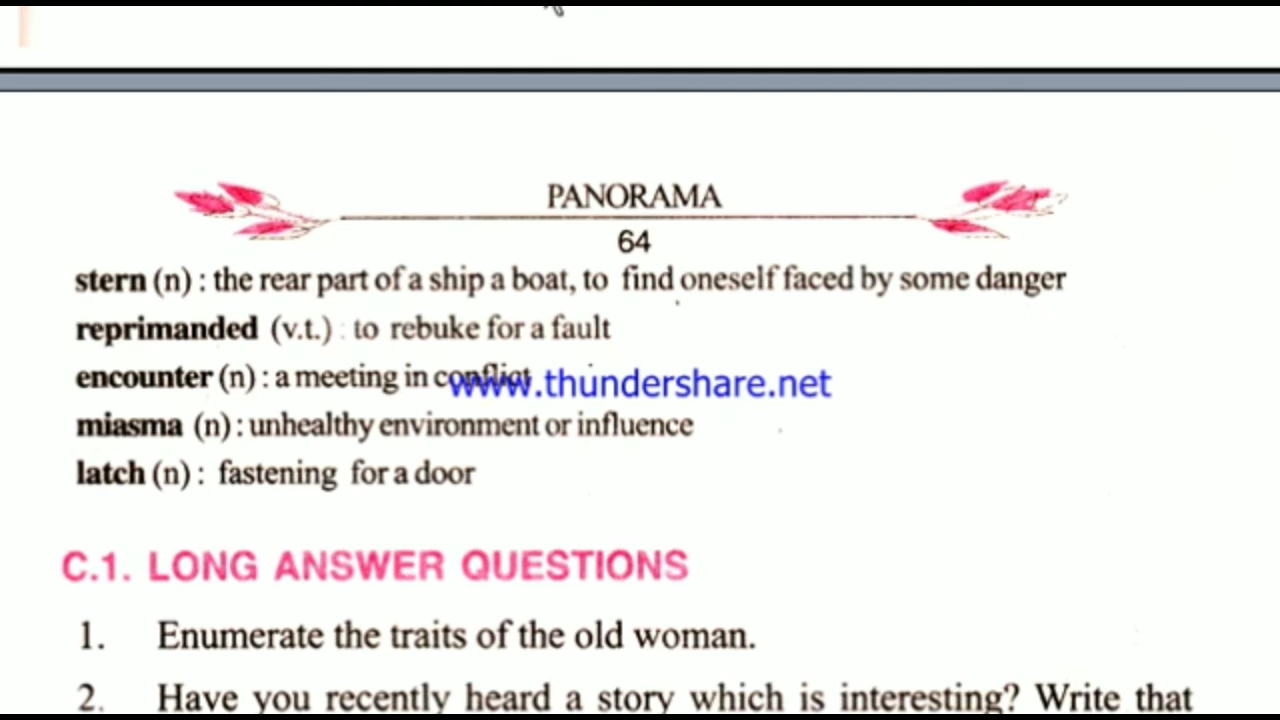 PANORAMA
64
stern (n) : the rear part of a ship a boat, to find oneself faced by some danger
reprimanded (v.t.) : to rebuke for a fault
encounter (n) : a meeting in conflict
www.thundershare.net
miasma (n) : unhealthy environment or influence
latch (n) : fastening for a door
C.1. LONG ANSWER QUESTIONS
1. Enumerate the traits of the old woman.
2. Have you recently heard a story which is interesting? Write that